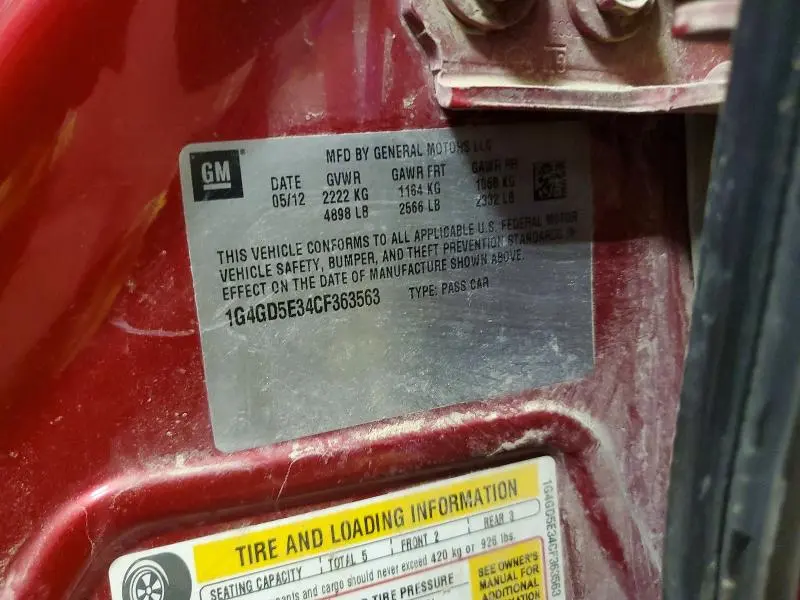 GM
MFD BY GENERAL MOTORS LLC
DATE GVWR GAWR FRT GAWR RR
05/12 2222 KG 1164 KG 1058 KG
4898 LB 2566 LB 2332 LB
THIS VEHICLE CONFORMS TO ALL APPLICABLE U.S. FEDERAL MOTOR
VEHICLE SAFETY, BUMPER, AND THEFT PREVENTION STANDARDS IN
EFFECT ON THE DATE OF MANUFACTURE SHOWN ABOVE.
1G4GD5E34CF363563 TYPE: PASS CAR
TIRE AND LOADING INFORMATION
SEATING CAPACITY TOTAL 5 FRONT 2 REAR 3
and cargo should never exceed 420 kg or 926 lbs.
TIRE PRESSURE
SEE OWNER'S
MANUAL FOR
ADDITIONAL
1G4GD5E34CF363563